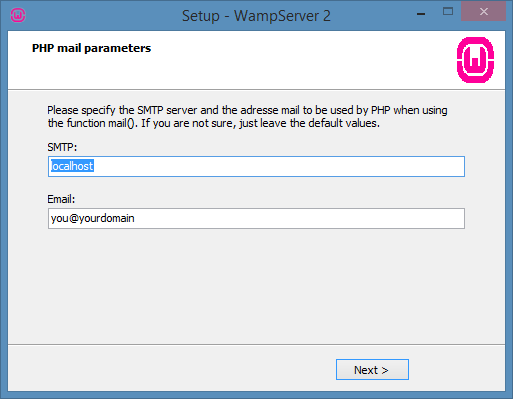 Setup - WampServer 2
PHP mail parameters
Please specify the SMTP server and the adresse mail to be used by PHP when using
the function mail(). If you are not sure, just leave the default values.
SMTP:
localhost
Email:
you@yourdomain
Next >